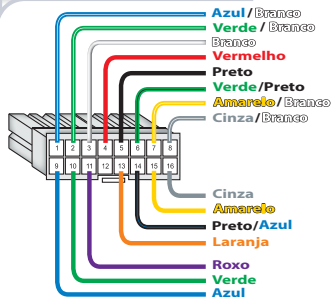 Azul/Branco
Verde/Branco
Branco
Vermelho
Preto
Verde/Preto
Amarelo/Branco
Cinza/Branco
1 2 3 4 5 6 7 8
9 10 11 12 13 14 15 16
Cinza
Amarelo
Preto/Azul
Laranja
Roxo
Verde
Azul